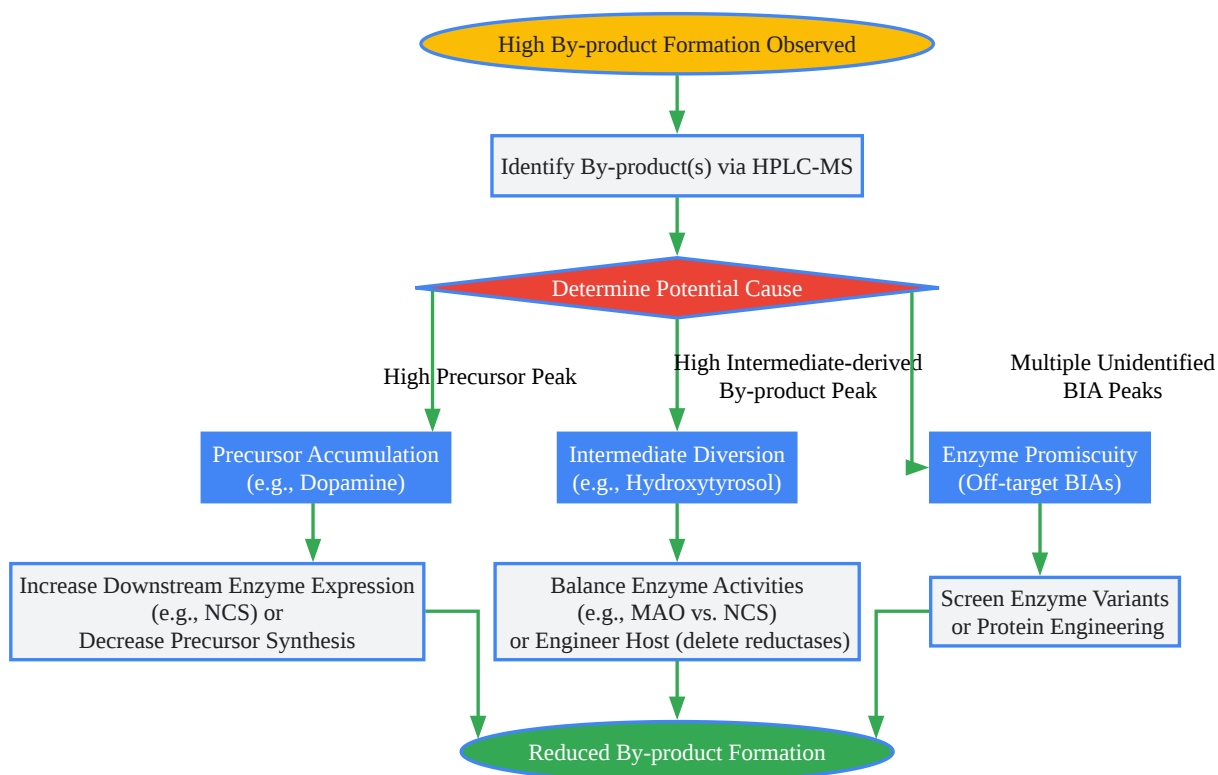 High By-product Formation Observed
Identify By-product(s) via HPLC-MS
Determine Potential Cause
High Precursor Peak
High Intermediate-derived
By-product Peak
Multiple Unidentified
BIA Peaks
Precursor Accumulation
(e.g., Dopamine)
Intermediate Diversion
(e.g., Hydroxytyrosol)
Enzyme Promiscuity
(Off-target BIAs)
Increase Downstream Enzyme Expression
(e.g., NCS) or
Decrease Precursor Synthesis
Balance Enzyme Activities
(e.g., MAO vs. NCS)
or Engineer Host (delete reductases)
Screen Enzyme Variants
or Protein Engineering
Reduced By-product Formation